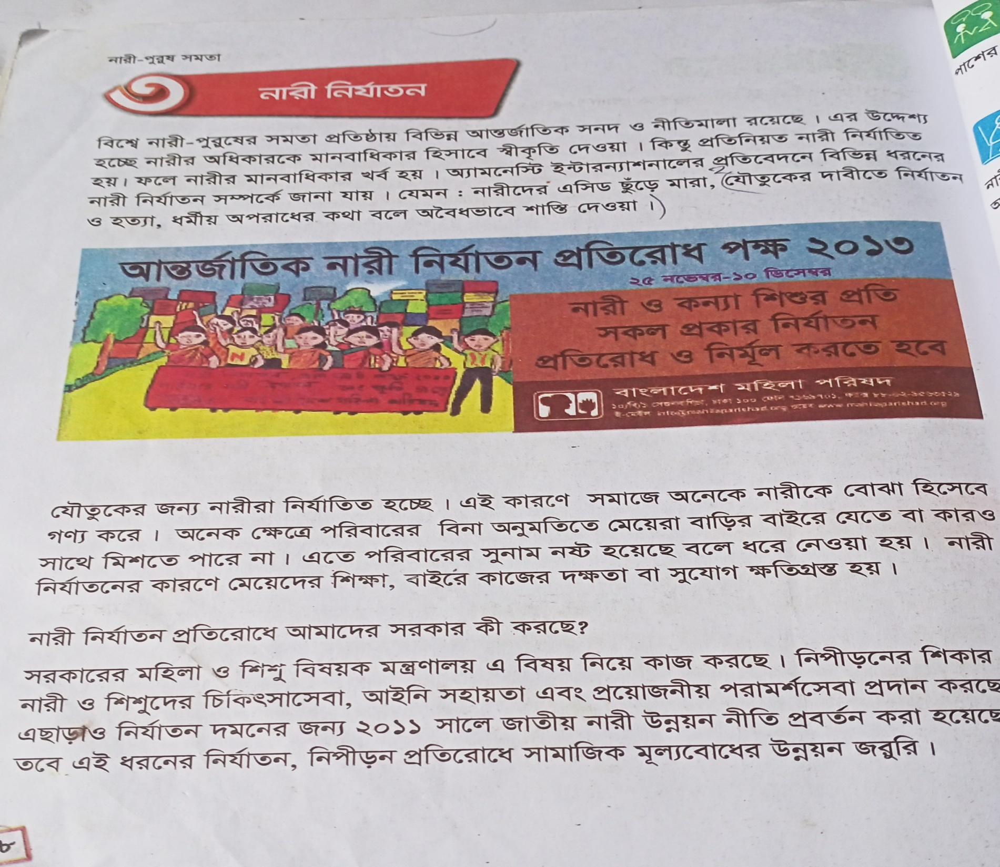 নারী-পুরুষ সমতা
৩
নারী নির্যাতন
বিশ্বে নারী-পুরুষের সমতা প্রতিষ্ঠায় বিভিন্ন আন্তর্জাতিক সনদ ও নীতিমালা রয়েছে । এর উদ্দেশ্য
হচ্ছে নারীর অধিকারকে মানবাধিকার হিসাবে স্বীকৃতি দেওয়া । কিন্তু প্রতিনিয়ত নারী নির্যাতিত
হয়। ফলে নারীর মানবাধিকার খর্ব হয় । অ্যামনেস্টি ইন্টারন্যাশনালের প্রতিবেদনে বিভিন্ন ধরনের
নারী নির্যাতন সম্পর্কে জানা যায় । যেমন : নারীদের এসিড ছুঁড়ে মারা, (যৌতুকের দাবীতে নির্যাতন
ও হত্যা, ধর্মীয় অপরাধের কথা বলে অবৈধভাবে শাস্তি দেওয়া ।)
আন্তর্জাতিক নারী নির্যাতন প্রতিরোধ পক্ষ ২০১৩
২৫ নভেম্বর-১০ ডিসেম্বর
নারী ও কন্যা শিশুর প্রতি
সকল প্রকার নির্যাতন
প্রতিরোধ ও নির্মূল করতে হবে
বাংলাদেশ মহিলা পরিষদ
যৌতুকের জন্য নারীরা নির্যাতিত হচ্ছে । এই কারণে সমাজে অনেকে নারীকে বোঝা হিসেবে
গণ্য করে । অনেক ক্ষেত্রে পরিবারের বিনা অনুমতিতে মেয়েরা বাড়ির বাইরে যেতে বা কারও
সাথে মিশতে পারে না । এতে পরিবারের সুনাম নষ্ট হয়েছে বলে ধরে নেওয়া হয় । নারী
নির্যাতনের কারণে মেয়েদের শিক্ষা, বাইরে কাজের দক্ষতা বা সুযোগ ক্ষতিগ্রস্ত হয় ।
নারী নির্যাতন প্রতিরোধে আমাদের সরকার কী করছে?
সরকারের মহিলা ও শিশু বিষয়ক মন্ত্রণালয় এ বিষয় নিয়ে কাজ করছে । নিপীড়নের শিকার
নারী ও শিশুদের চিকিৎসাসেবা, আইনি সহায়তা এবং প্রয়োজনীয় পরামর্শসেবা প্রদান করছে
এছাড়াও নির্যাতন দমনের জন্য ২০১১ সালে জাতীয় নারী উন্নয়ন নীতি প্রবর্তন করা হয়েছে
তবে এই ধরনের নির্যাতন, নিপীড়ন প্রতিরোধে সামাজিক মূল্যবোধের উন্নয়ন জরুরি ।
৮
পাশের